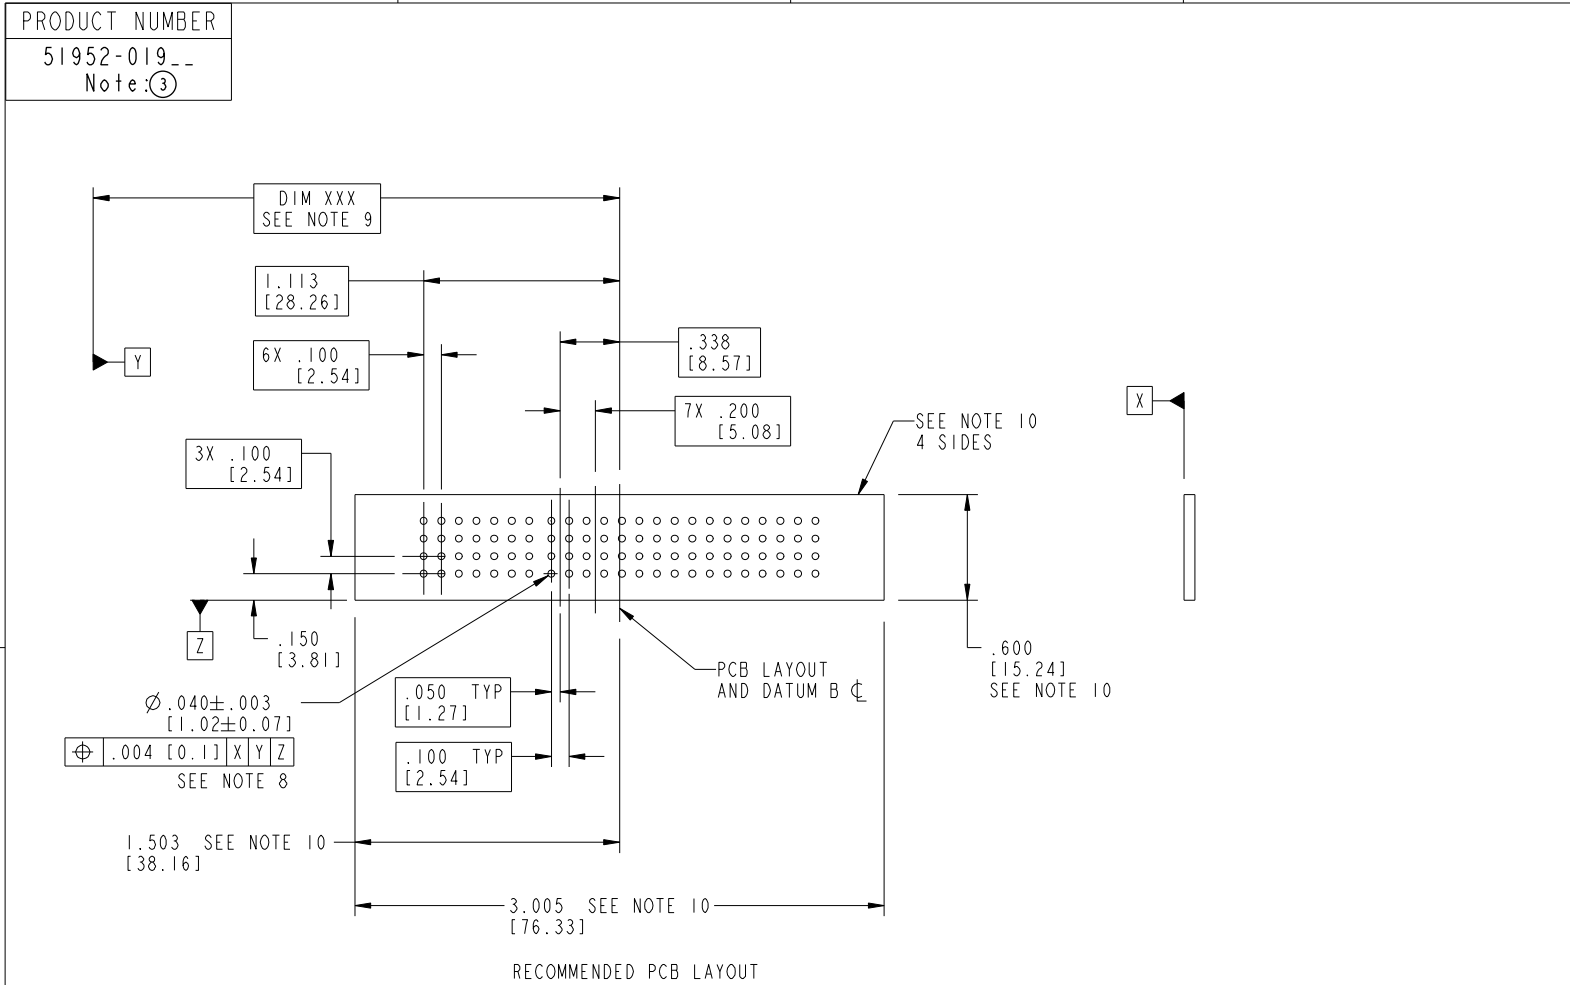 PRODUCT NUMBER
51952-019__
Note:3
DIM XXX
SEE NOTE 9
1.113
[28.26]
.338
[8.57]
6X .100
[2.54]
Y
7X .200
[5.08]
X
SEE NOTE 10
4 SIDES
3X .100
[2.54]
Z
.150
[3.81]
.600
[15.24]
SEE NOTE 10
PCB LAYOUT
AND DATUM B ℄
.050 TYP
[1.27]
Ø.040±.003
[1.02±0.07]
⌖ .004 [0.1] X Y Z
SEE NOTE 8
.100 TYP
[2.54]
1.503 SEE NOTE 10
[38.16]
3.005 SEE NOTE 10
[76.33]
RECOMMENDED PCB LAYOUT